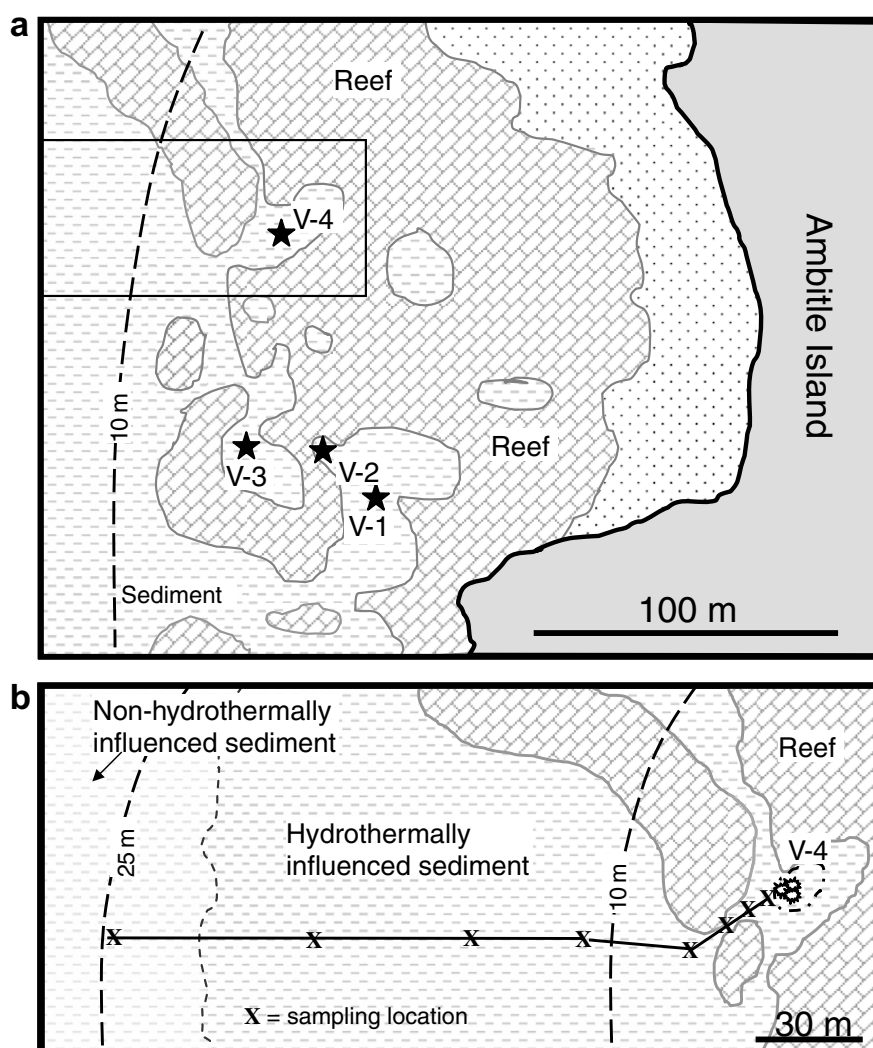 a
Reef
V-4
Ambitle Island
10 m
V-3
V-2
Reef
V-1
Sediment
100 m
b
Non-hydrothermally
influenced sediment
Reef
Hydrothermally
influenced sediment
V-4
25 m
10 m
X
X
X
X
X
X
X
X
X = sampling location
30 m